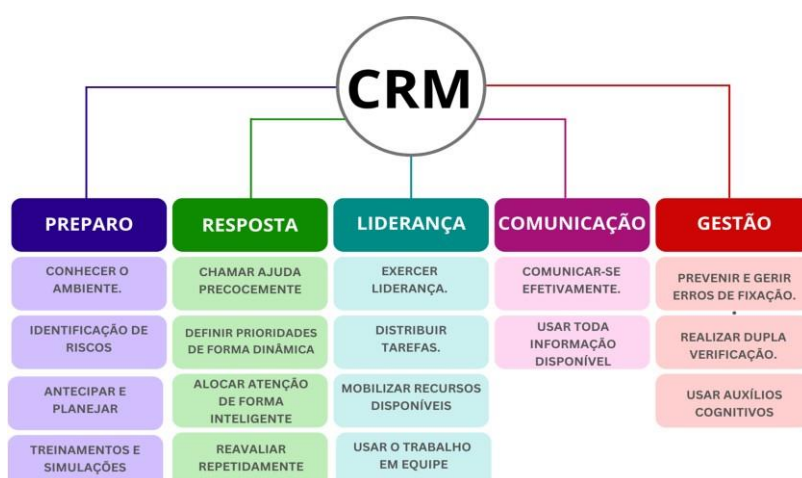 CRM
PREPARO
CONHECER O
AMBIENTE.
IDENTIFICAÇÃO DE
RISCOS
ANTECIPAR E
PLANEJAR
TREINAMENTOS E
SIMULAÇÕES
RESPOSTA
CHAMAR AJUDA
PRECOCEMENTE
DEFINIR PRIORIDADES
DE FORMA DINÂMICA
ALOCAR ATENÇÃO
DE FORMA
INTELIGENTE
REAVALIAR
REPETIDAMENTE
LIDERANÇA
EXERCER
LIDERANÇA.
DISTRIBUIR
TAREFAS.
MOBILIZAR RECURSOS
DISPONÍVEIS
USAR O TRABALHO
EM EQUIPE
COMUNICAÇÃO
COMUNICAR-SE
EFETIVAMENTE.
USAR TODA
INFORMAÇÃO
DISPONÍVEL
GESTÃO
PREVENIR E GERIR
ERROS DE FIXAÇÃO.
•
REALIZAR DUPLA
VERIFICAÇÃO.
USAR AUXÍLIOS
COGNITIVOS